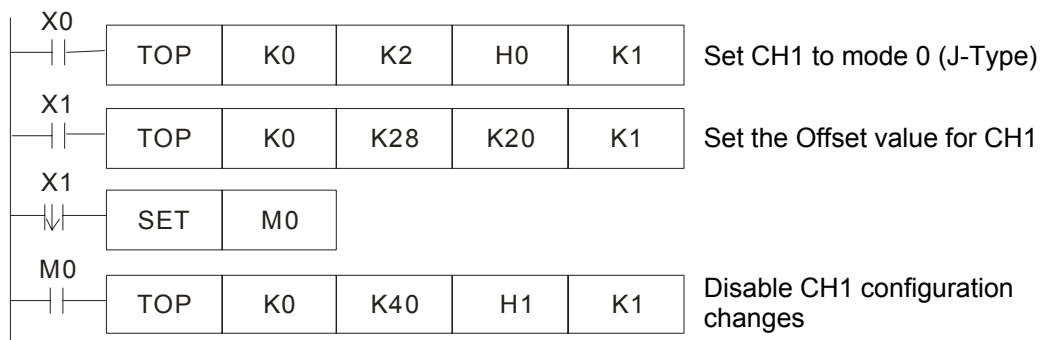 X0
TOP K0 K2 H0 K1 Set CH1 to mode 0 (J-Type)
X1
TOP K0 K28 K20 K1 Set the Offset value for CH1
X1
SET M0
M0
TOP K0 K40 H1 K1 Disable CH1 configuration
changes